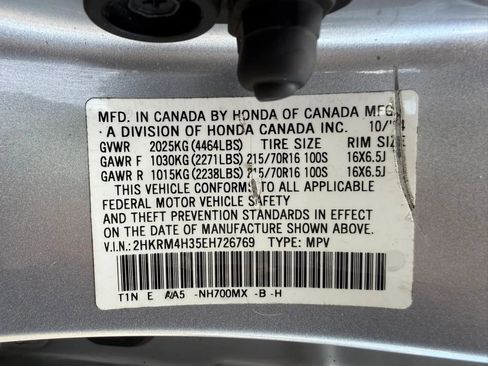 MFD. IN CANADA BY HONDA OF CANADA MFG.
· A DIVISION OF HONDA CANADA INC.
GVWR 2025KG(4464LBS) TIRE SIZE RIM SIZE
GAWR F 1030KG(2271LBS) 215/70R16 100S 16X6.5J
GAWR R 1015KG(2238LBS) 215/70R16 100S 16X6.5J
THIS VEHICLE CONFORMS TO ALL APPLICABLE
FEDERAL MOTOR VEHICLE SAFETY
AND THEFT PREVENTION STANDARDS IN EFFECT
ON THE DATE OF MANUFACTURE SHOWN ABOVE.
V.I.N.: 2HKRM4H35EH726769 TYPE: MPV
T1N E -NH700MX -B -H